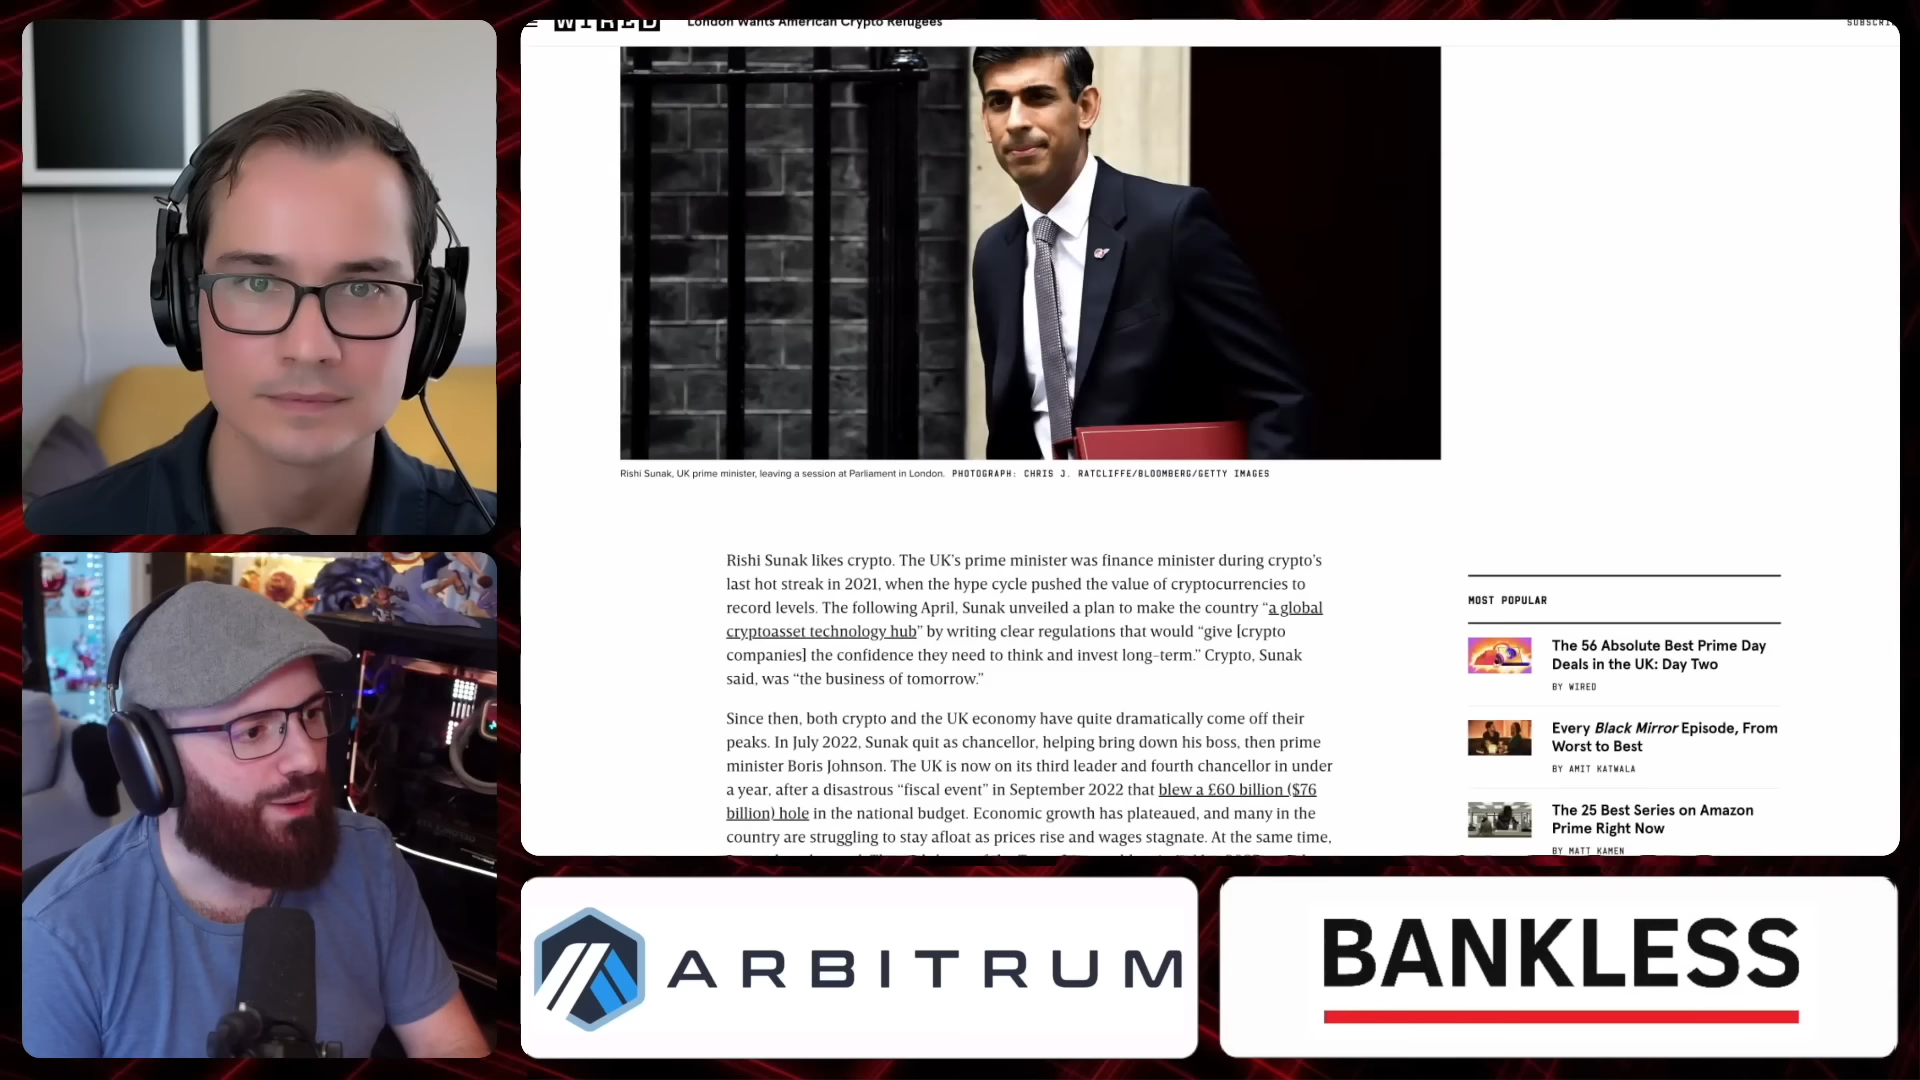 WIRED
London Wants American Crypto Refugees
Rishi Sunak, UK prime minister, leaving a session at Parliament in London. PHOTOGRAPH: CHRIS J. RATCLIFFE/BLOOMBERG/GETTY IMAGES
Rishi Sunak likes crypto. The UK’s prime minister was finance minister during crypto’s
last hot streak in 2021, when the hype cycle pushed the value of cryptocurrencies to
record levels. The following April, Sunak unveiled a plan to make the country “a global
cryptoasset technology hub” by writing clear regulations that would “give [crypto
companies] the confidence they need to think and invest long-term.” Crypto, Sunak
said, was “the business of tomorrow.”
Since then, both crypto and the UK economy have quite dramatically come off their
peaks. In July 2022, Sunak quit as chancellor, helping bring down his boss, then prime
minister Boris Johnson. The UK is now on its third leader and fourth chancellor in under
a year, after a disastrous “fiscal event” in September 2022 that blew a £60 billion ($76
billion) hole in the national budget. Economic growth has plateaued, and many in the
country are struggling to stay afloat as prices rise and wages stagnate. At the same time,
MOST POPULAR
The 56 Absolute Best Prime Day
Deals in the UK: Day Two
BY WIRED
Every Black Mirror Episode, From
Worst to Best
BY AMIT KATWALA
The 25 Best Series on Amazon
Prime Right Now
BY MATT KAMEN
ARBITRUM
BANKLESS